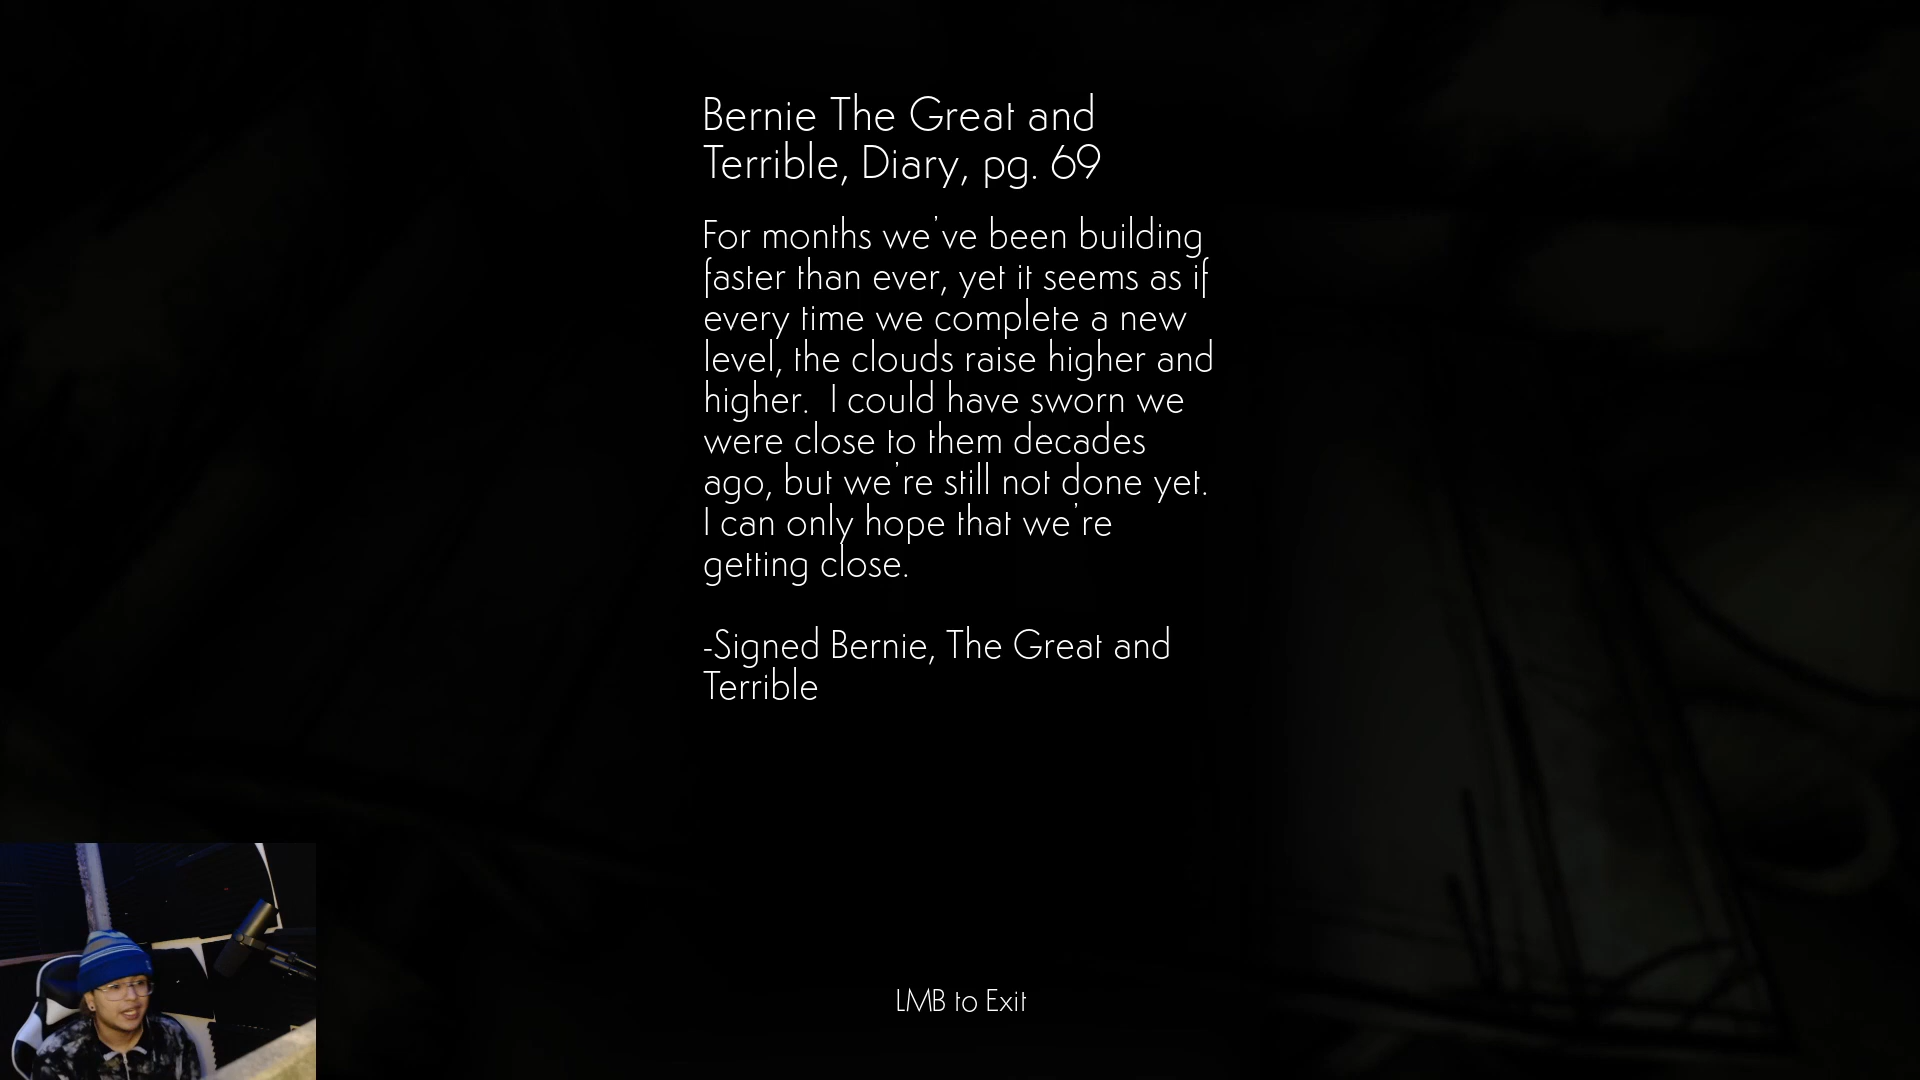 Bernie The Great and
Terrible, Diary, pg. 69
For months we've been building
faster than ever, yet it seems as if
every time we complete a new
level, the clouds raise higher and
higher.  I could have sworn we
were close to them decades
ago, but we're still not done yet.
I can only hope that we're
getting close.
-Signed Bernie, The Great and
Terrible
LMB to Exit